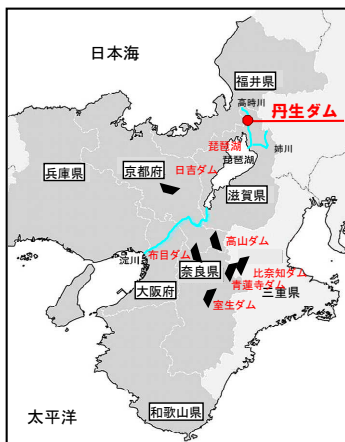 日本海
福井県
高時川
丹生ダム
琵琶湖
琵琶湖
姉川
兵庫県
京都府
日吉ダム
滋賀県
高山ダム
淀川
布目ダム
奈良県
比奈知ダム
青蓮寺ダム
大阪府
三重県
室生ダム
和歌山県
太平洋